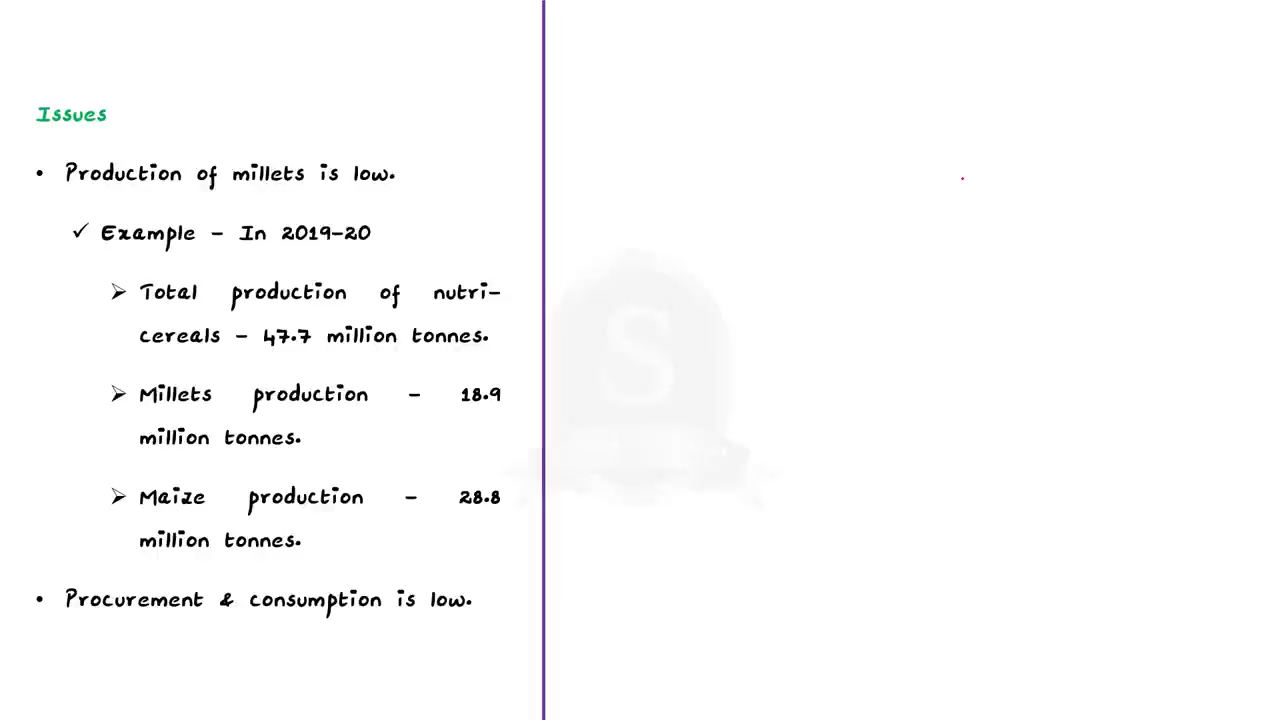 Issues
• Production of millets is low.
✓ Example – In 2019-20
➢ Total production of nutri-
cereals – 47.7 million tonnes.
➢ Millets production – 18.9
million tonnes.
➢ Maize production – 28.8
million tonnes.
• Procurement & consumption is low.
S